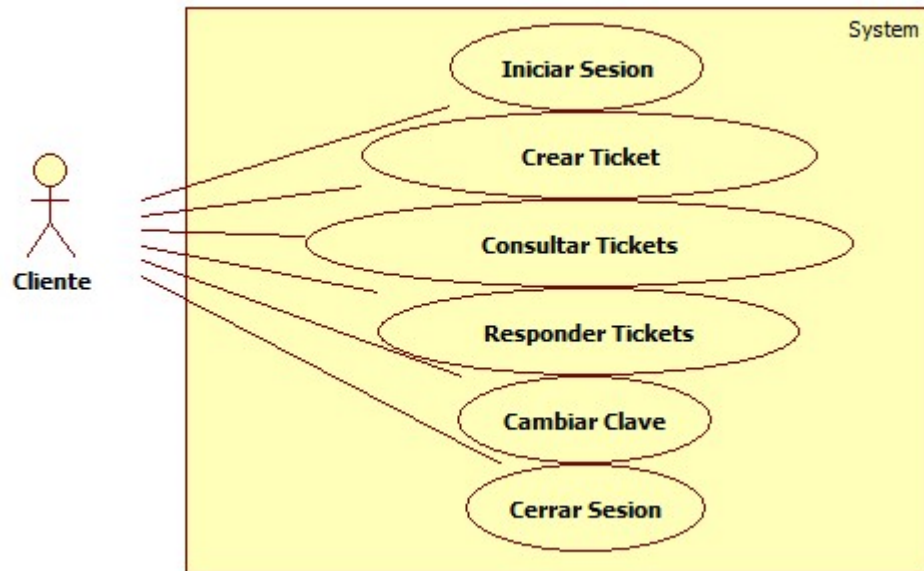 System
Iniciar Sesion
Crear Ticket
Consultar Tickets
Cliente
Responder Tickets
Cambiar Clave
Cerrar Sesion